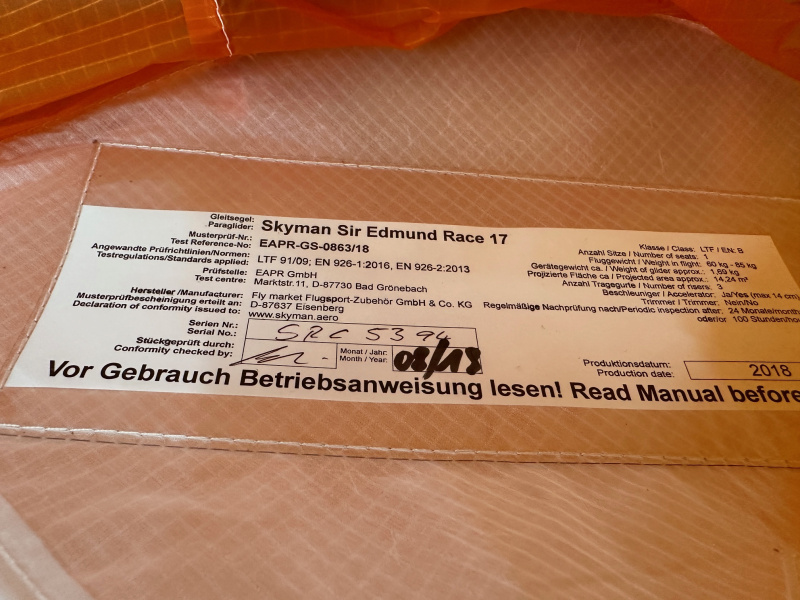 Gleitsegel:
Paraglider: Skyman Sir Edmund Race 17
Musterprüf-Nr.:
Test Reference-No: EAPR-GS-0863/18
Angewandte Prüfrichtlinien/Normen:
Testregulations/Standards applied: LTF 91/09; EN 926-1:2016, EN 926-2:2013
Prüfstelle: EAPR GmbH
Test centre: Marktstr.11, D-87730 Bad Grönebach
Hersteller /Manufacturer: Fly market Flugsport-Zubehör GmbH & Co. KG
Musterprüfbescheinigung erteilt an: D-87637 Eisenberg
Declaration of conformity issued to: www.skyman.aero
Serien Nr.:
Serial No.: SRC 5394
Stückgeprüft durch:
Conformity checked by:
Monat / Jahr:
Month / Year: 08/18
Klasse / Class: LTF / EN: B
Anzahl Sitze / Number of seats: 1
Fluggewicht / Weight in flight: 60 kg - 85 kg
Gerätegewicht ca. / Weight of glider approx.: 1,69 kg
Projizierte Fläche ca / Projected area approx.: 14,24 m²
Anzahl Tragegurte / Number of risers: 3
Beschleuniger / Accelerator: Ja/Yes (max 14 cm)
Trimmer / Trimmer: Nein/No
Regelmäßige Nachprüfung nach/Periodic inspection after: 24 Monate/month
oder/or 100 Stunden/hou
Produktionsdatum:
Production date: 2018
Vor Gebrauch Betriebsanweisung lesen! Read Manual before